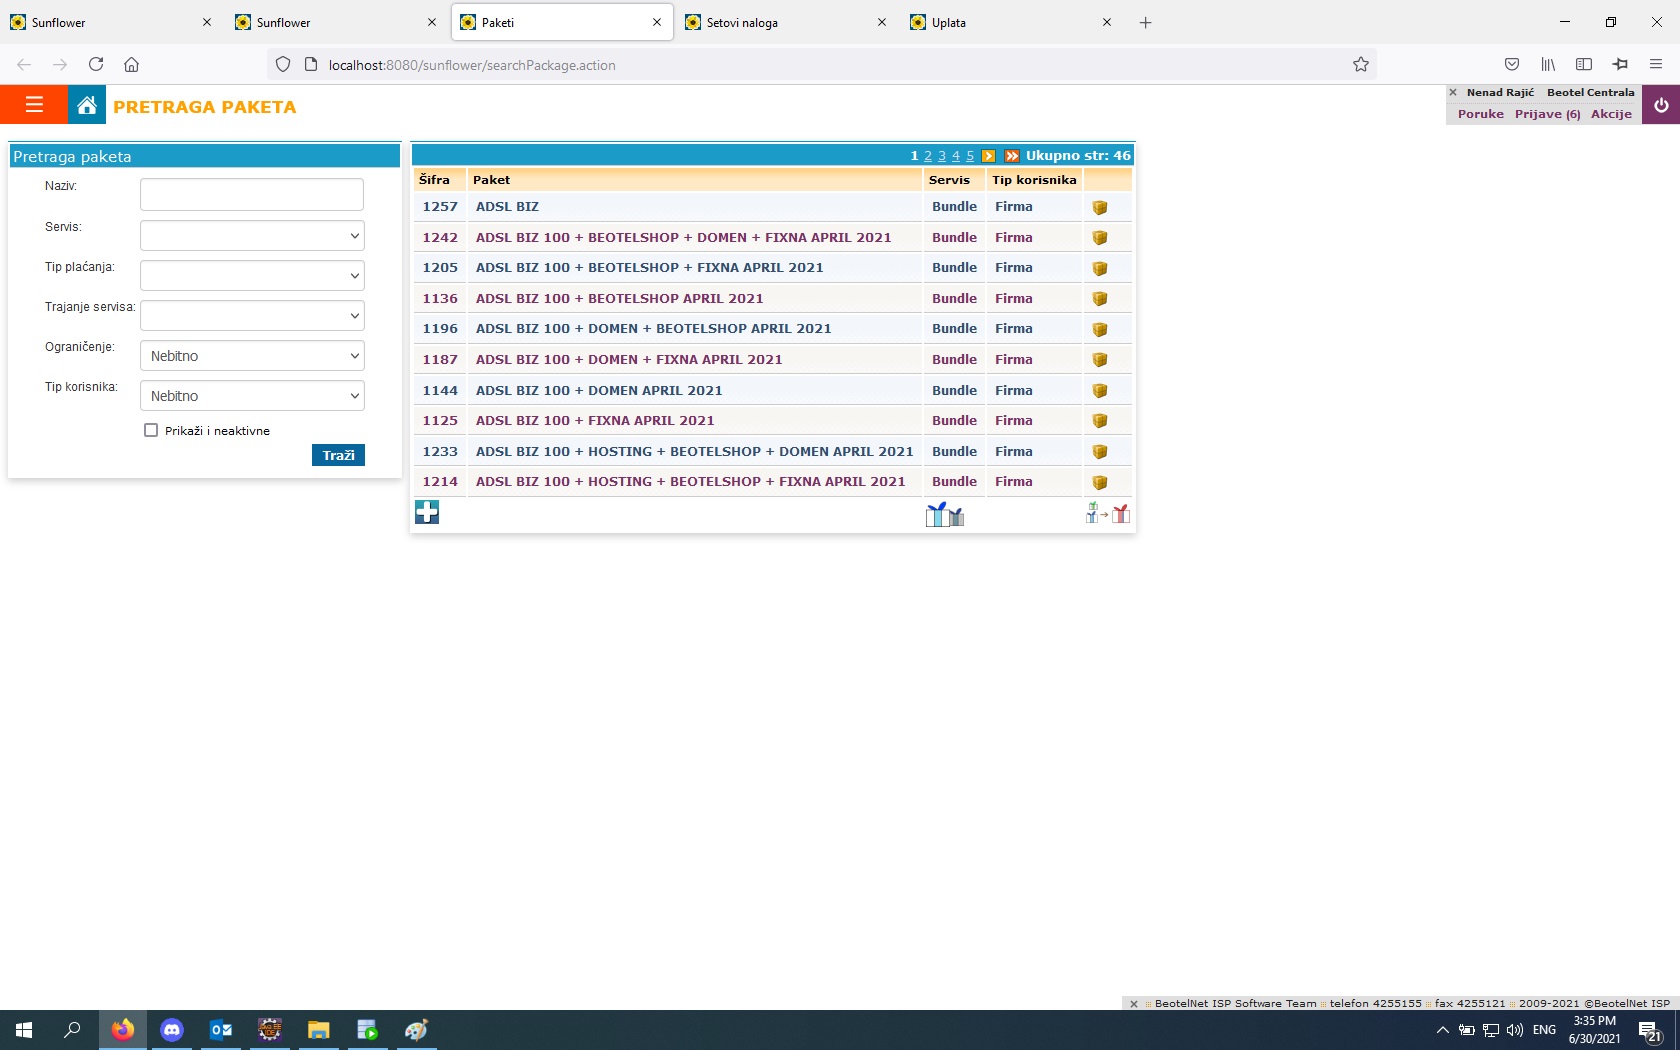 Sunflower
Sunflower
Paketi
Setovi naloga
Uplata
localhost:8080/sunflower/searchPackage.action
PRETRAGA PAKETA
Nenad Rajić Beotel Centrala
Poruke Prijave (6) Akcije
Pretraga paketa
Naziv:
Servis:
Tip plaćanja:
Trajanje servisa:
Ograničenje: Nebitno
Tip korisnika: Nebitno
Prikaži i neaktivne
Traži
1 2 3 4 5 Ukupno str: 46
Šifra Paket Servis Tip korisnika
1257 ADSL BIZ Bundle Firma
1242 ADSL BIZ 100 + BEOTELSHOP + DOMEN + FIXNA APRIL 2021 Bundle Firma
1205 ADSL BIZ 100 + BEOTELSHOP + FIXNA APRIL 2021 Bundle Firma
1136 ADSL BIZ 100 + BEOTELSHOP APRIL 2021 Bundle Firma
1196 ADSL BIZ 100 + DOMEN + BEOTELSHOP APRIL 2021 Bundle Firma
1187 ADSL BIZ 100 + DOMEN + FIXNA APRIL 2021 Bundle Firma
1144 ADSL BIZ 100 + DOMEN APRIL 2021 Bundle Firma
1125 ADSL BIZ 100 + FIXNA APRIL 2021 Bundle Firma
1233 ADSL BIZ 100 + HOSTING + BEOTELSHOP + DOMEN APRIL 2021 Bundle Firma
1214 ADSL BIZ 100 + HOSTING + BEOTELSHOP + FIXNA APRIL 2021 Bundle Firma
BeotelNet ISP Software Team telefon 4255155 fax 4255121 2009-2021 ©BeotelNet ISP
ENG
3:35 PM
6/30/2021
21